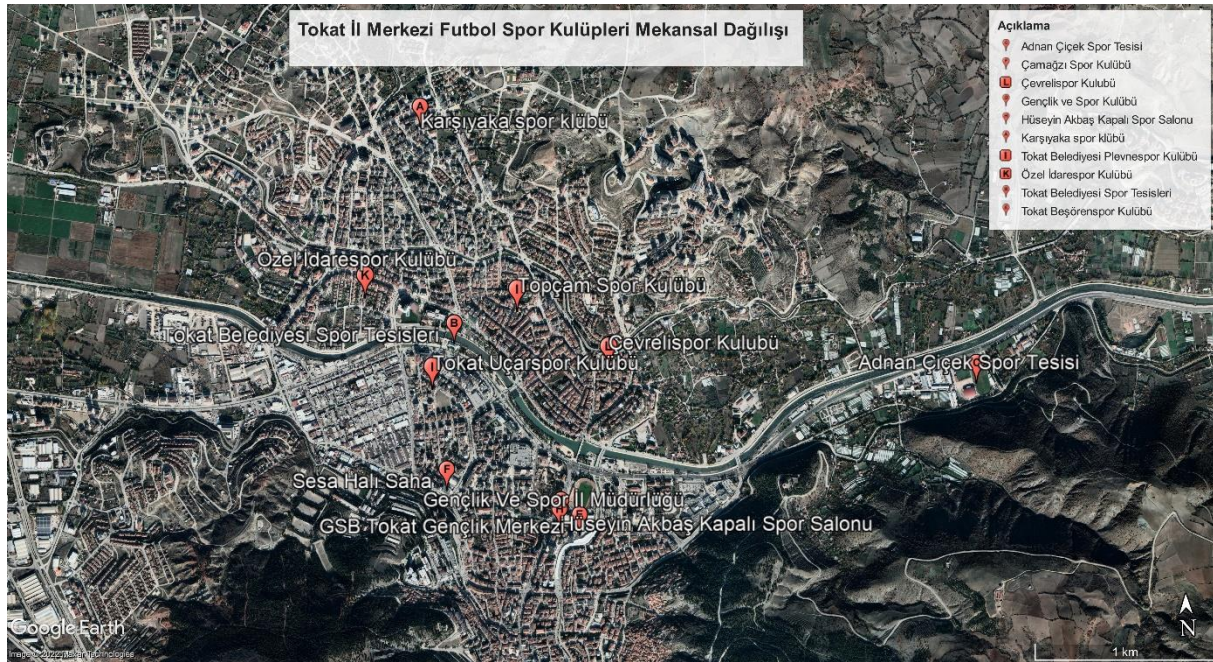 Tokat İl Merkezi Futbol Spor Kulüpleri Mekansal Dağılışı
Açıklama
Adnan Çiçek Spor Tesisi
Çamağzı Spor Kulübü
L Çevrelispor Kulubü
Gençlik ve Spor Kulübü
Hüseyin Akbaş Kapalı Spor Salonu
Karşıyaka spor klübü
I Tokat Belediyesi Plevnespor Kulübü
K Özel İdarespor Kulübü
Tokat Belediyesi Spor Tesisleri
Tokat Beşörenspor Kulübü
A
Karşıyaka spor klübü
Özel İdarespor Kulübü
K
I Topçam Spor Kulübü
B
Tokat Belediyesi Spor Tesisleri
Çevrelispor Kulubü
I Tokat Uçarspor Kulübü
Adnan Çiçek Spor Tesisi
F
Sesa Halı Saha
Gençlik Ve Spor İl Müdürlüğü
GSB Tokat Gençlik Merkezi
Hüseyin Akbaş Kapalı Spor Salonu
Google Earth
N
1 km